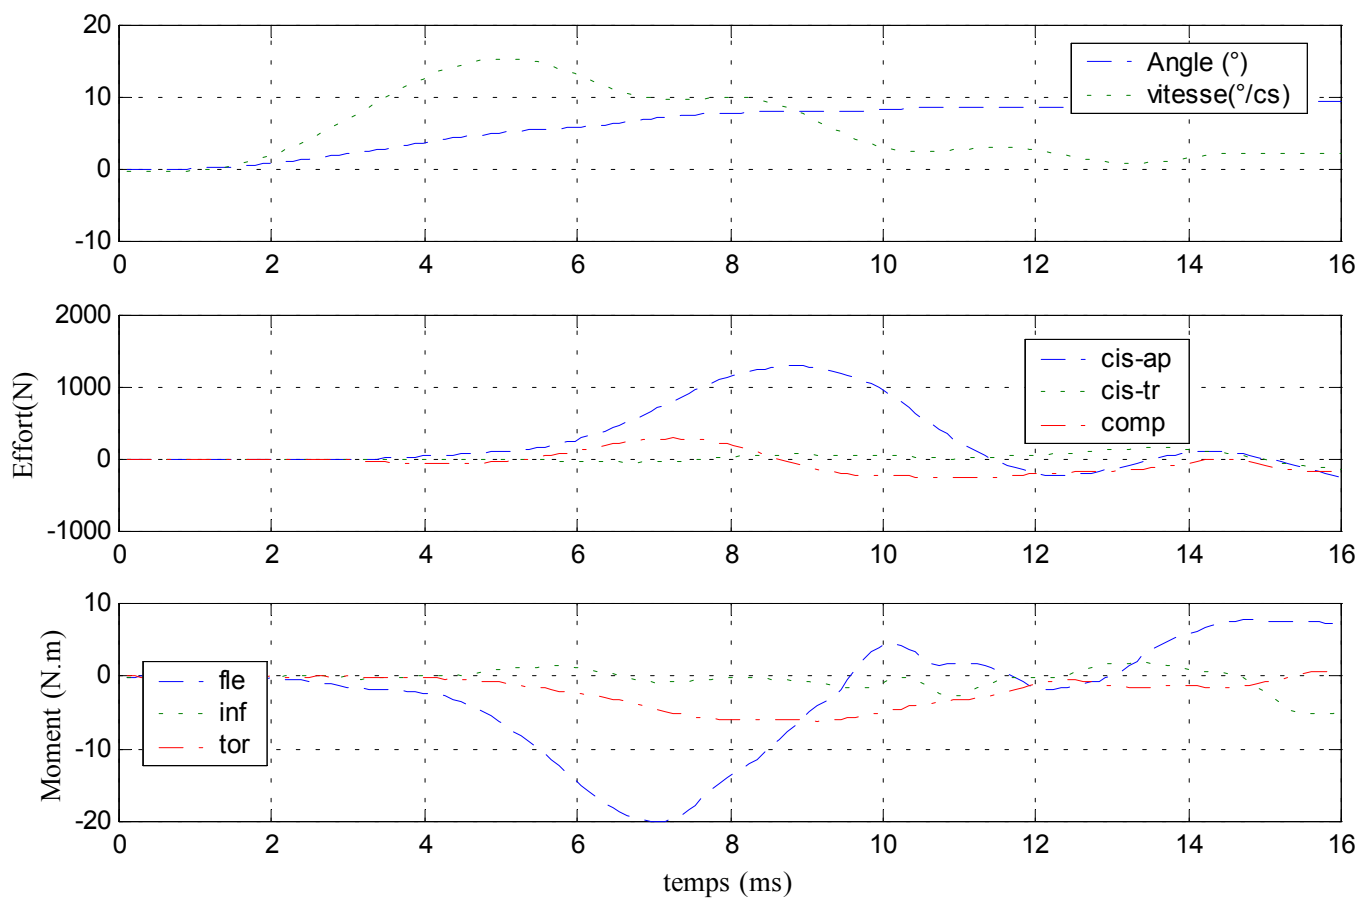 20
10
0
-10
0 2 4 6 8 10 12 14 16
Angle (°)
vitesse(°/cs)
Effort(N)
2000
1000
0
-1000
0 2 4 6 8 10 12 14 16
cis-ap
cis-tr
comp
Moment (N.m)
10
0
-10
-20
0 2 4 6 8 10 12 14 16
fle
inf
tor
temps (ms)